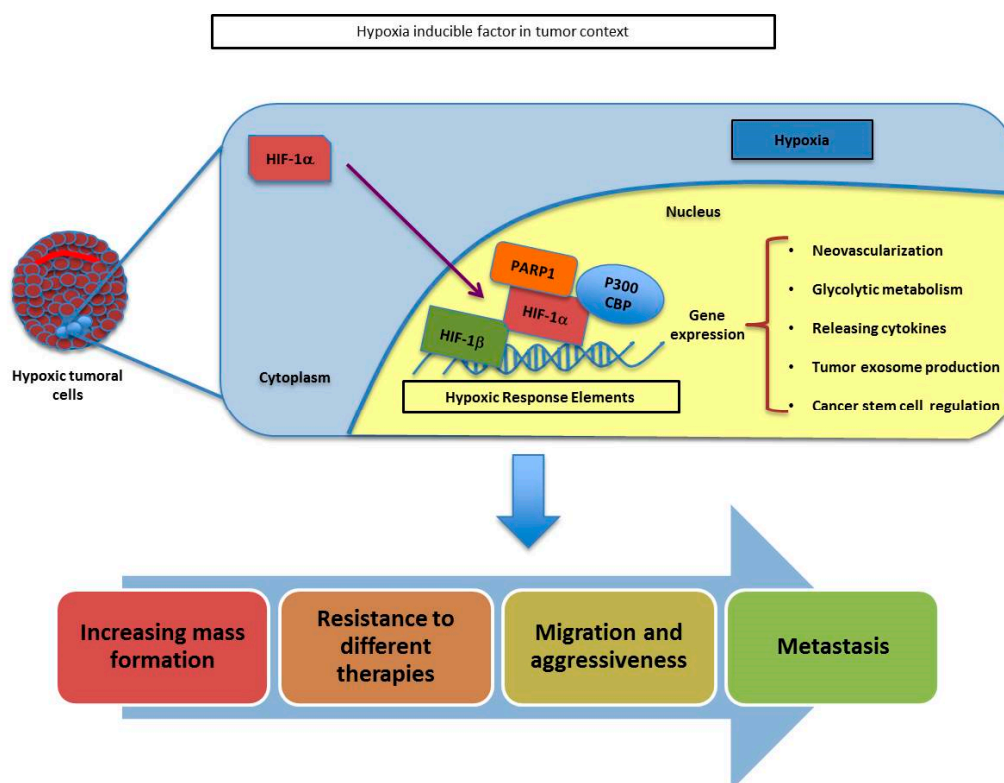 Hypoxia inducible factor in tumor context
HIF-1α
Hypoxia
Nucleus
PARP1
P300
CBP
HIF-1α
HIF-1β
Gene
expression
• Neovascularization
• Glycolytic metabolism
• Releasing cytokines
• Tumor exosome production
• Cancer stem cell regulation
Hypoxic tumoral
cells
Cytoplasm
Hypoxic Response Elements
Increasing mass
formation
Resistance to
different
therapies
Migration and
aggressiveness
Metastasis